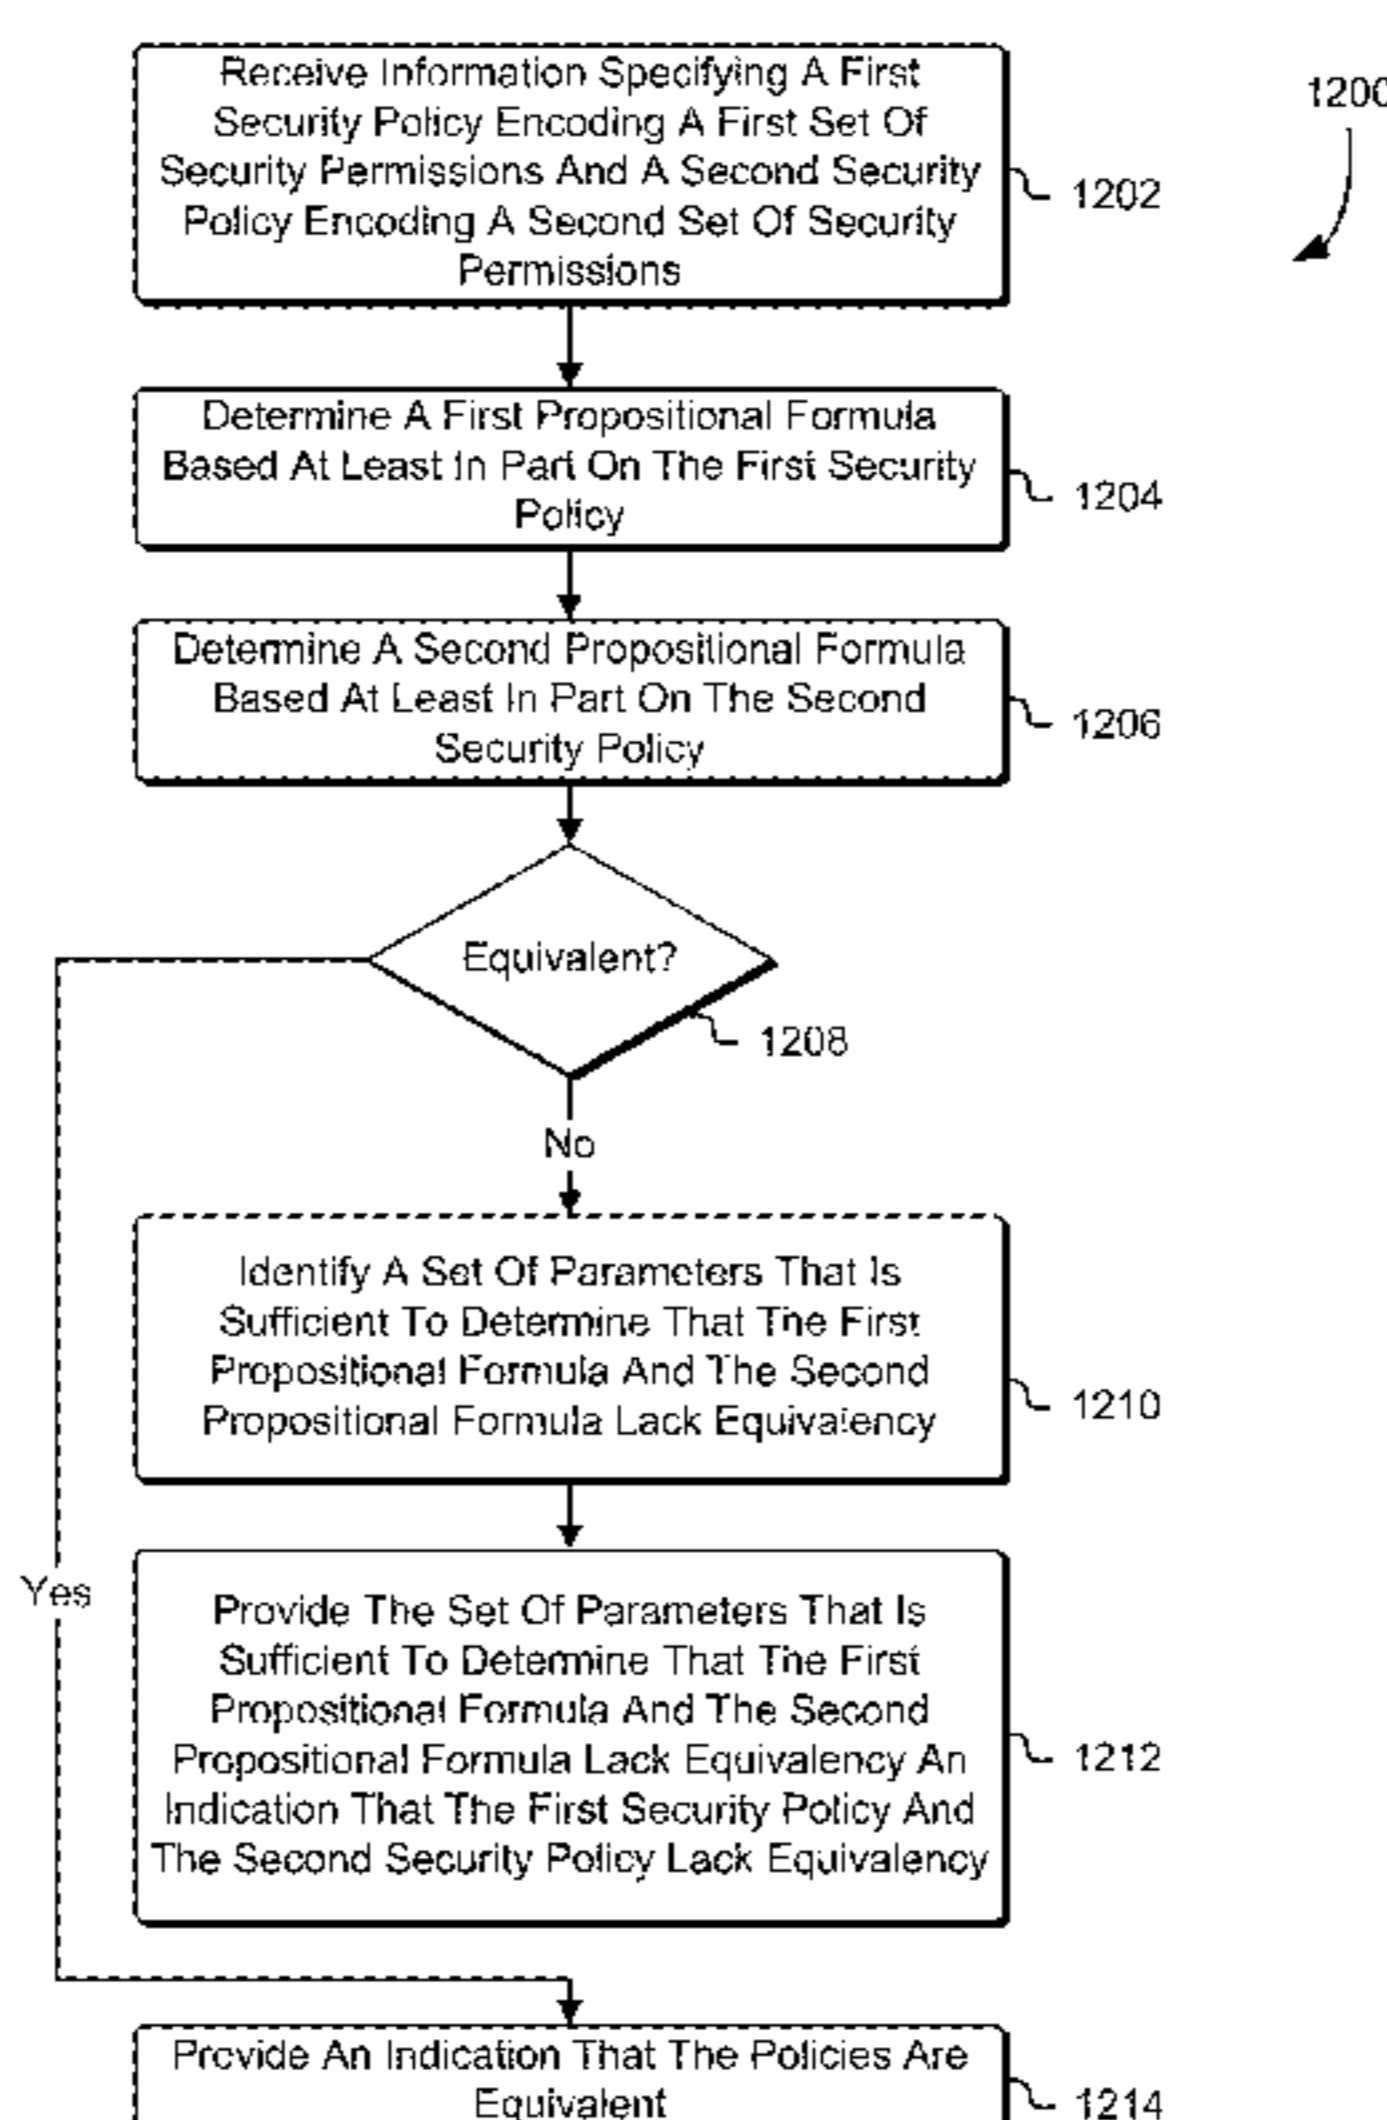 Receive Information Specifying A First
Security Policy Encoding A First Set Of
Security Permissions And A Second Security
Policy Encoding A Second Set Of Security
Permissions
1200
1202
Determine A First Propositional Formula
Based At Least In Part On The First Security
Policy
1204
Determine A Second Propositional Formula
Based At Least In Part On The Second
Security Policy
1206
Equivalent?
1208
No
Identify A Set Of Parameters That Is
Sufficient To Determine That The First
Propositional Formula And The Second
Propositional Formula Lack Equivalency
1210
Yes
Provide The Set Of Parameters That Is
Sufficient To Determine That The First
Propositional Formula And The Second
Propositional Formula Lack Equivalency An
Indication That The First Security Policy And
The Second Security Policy Lack Equivalency
1212
Provide An Indication That The Policies Are
Equivalent
1214